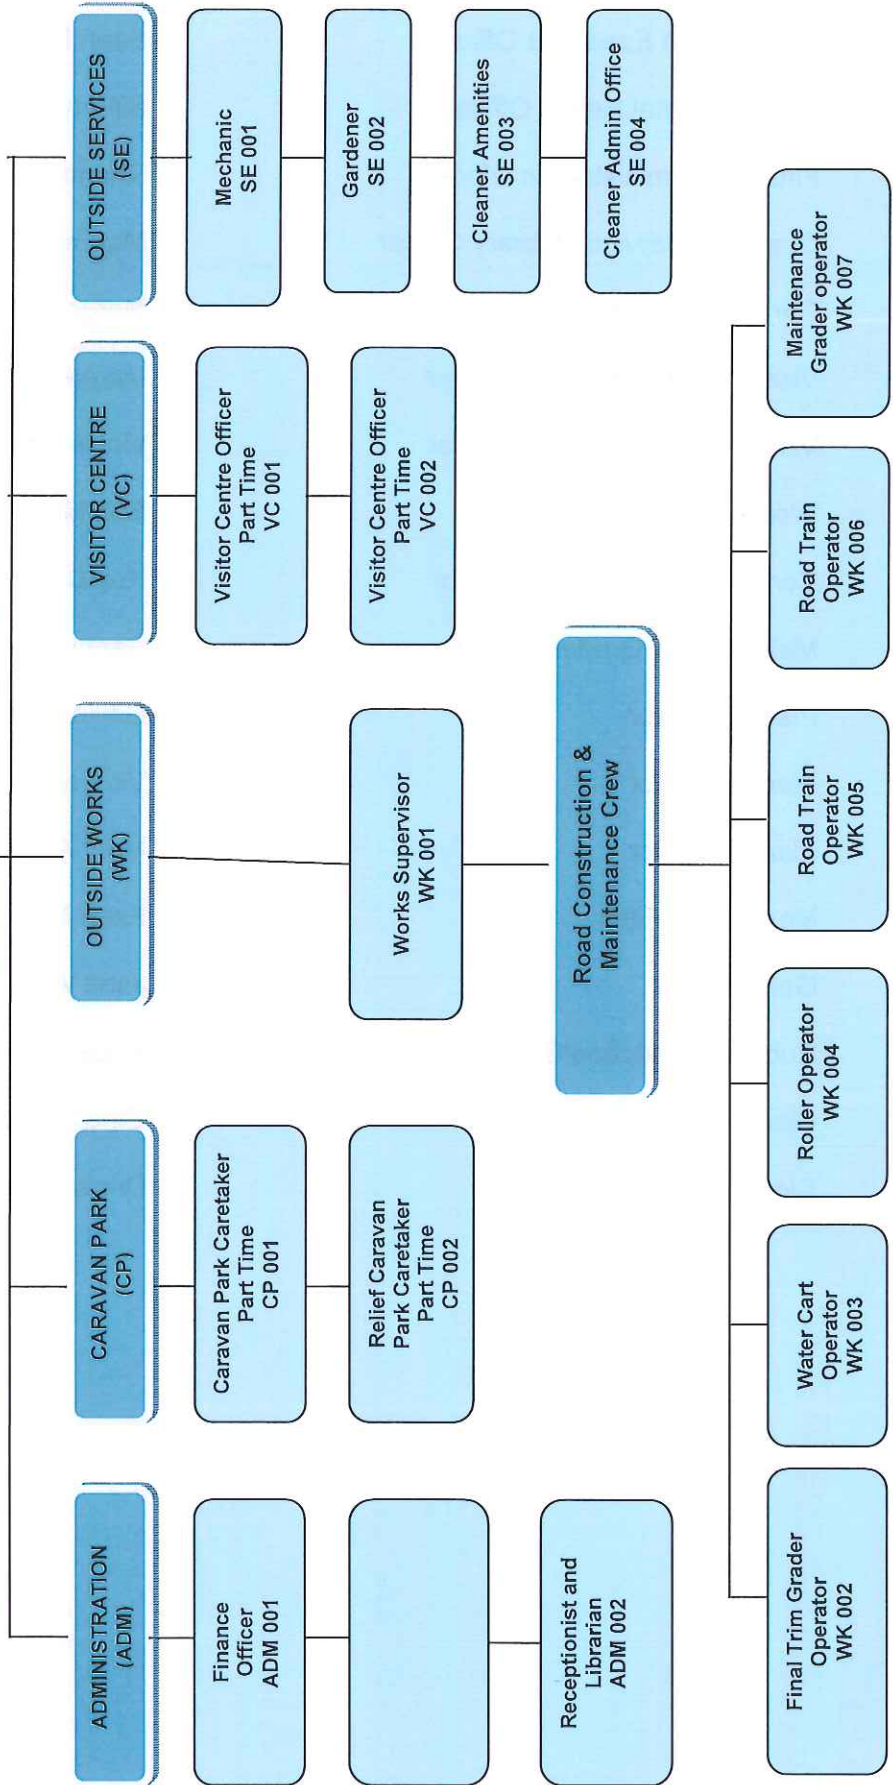 ADMINISTRATION
(ADM)
Finance
Officer
ADM 001
Receptionist and
Librarian
ADM 002
CARAVAN PARK
(CP)
Caravan Park Caretaker
Part Time
CP 001
Relief Caravan
Park Caretaker
Part Time
CP 002
OUTSIDE WORKS
(WK)
Works Supervisor
WK 001
Road Construction &
Maintenance Crew
Final Trim Grader
Operator
WK 002
Water Cart
Operator
WK 003
Roller Operator
WK 004
Road Train
Operator
WK 005
Road Train
Operator
WK 006
Maintenance
Grader operator
WK 007
VISITOR CENTRE
(VC)
Visitor Centre Officer
Part Time
VC 001
Visitor Centre Officer
Part Time
VC 002
OUTSIDE SERVICES
(SE)
Mechanic
SE 001
Gardener
SE 002
Cleaner Amenities
SE 003
Cleaner Admin Office
SE 004